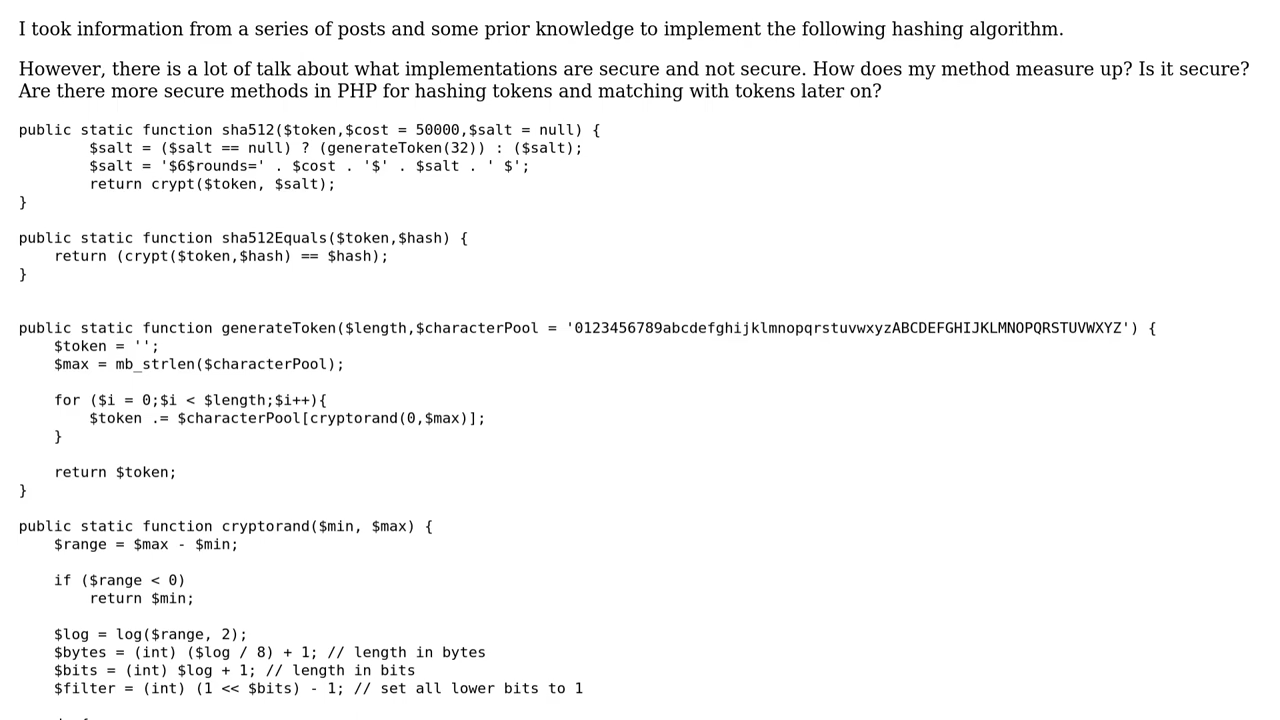 I took information from a series of posts and some prior knowledge to implement the following hashing algorithm.
However, there is a lot of talk about what implementations are secure and not secure. How does my method measure up? Is it secure?
Are there more secure methods in PHP for hashing tokens and matching with tokens later on?
public static function sha512($token,$cost = 50000,$salt = null) {
        $salt = ($salt == null) ? (generateToken(32)) : ($salt);
        $salt = '$6$rounds=' . $cost . '$' . $salt . ' $';
        return crypt($token, $salt);
}
public static function sha512Equals($token,$hash) {
    return (crypt($token,$hash) == $hash);
}
public static function generateToken($length,$characterPool = '0123456789abcdefghijklmnopqrstuvwxyzABCDEFGHIJKLMNOPQRSTUVWXYZ') {
    $token = '';
    $max = mb_strlen($characterPool);
    for ($i = 0;$i < $length;$i++){
        $token .= $characterPool[cryptorand(0,$max)];
    }
    return $token;
}
public static function cryptorand($min, $max) {
    $range = $max - $min;
    if ($range < 0)
        return $min;
    $log = log($range, 2);
    $bytes = (int) ($log / 8) + 1; // length in bytes
    $bits = (int) $log + 1; // length in bits
    $filter = (int) (1 << $bits) - 1; // set all lower bits to 1